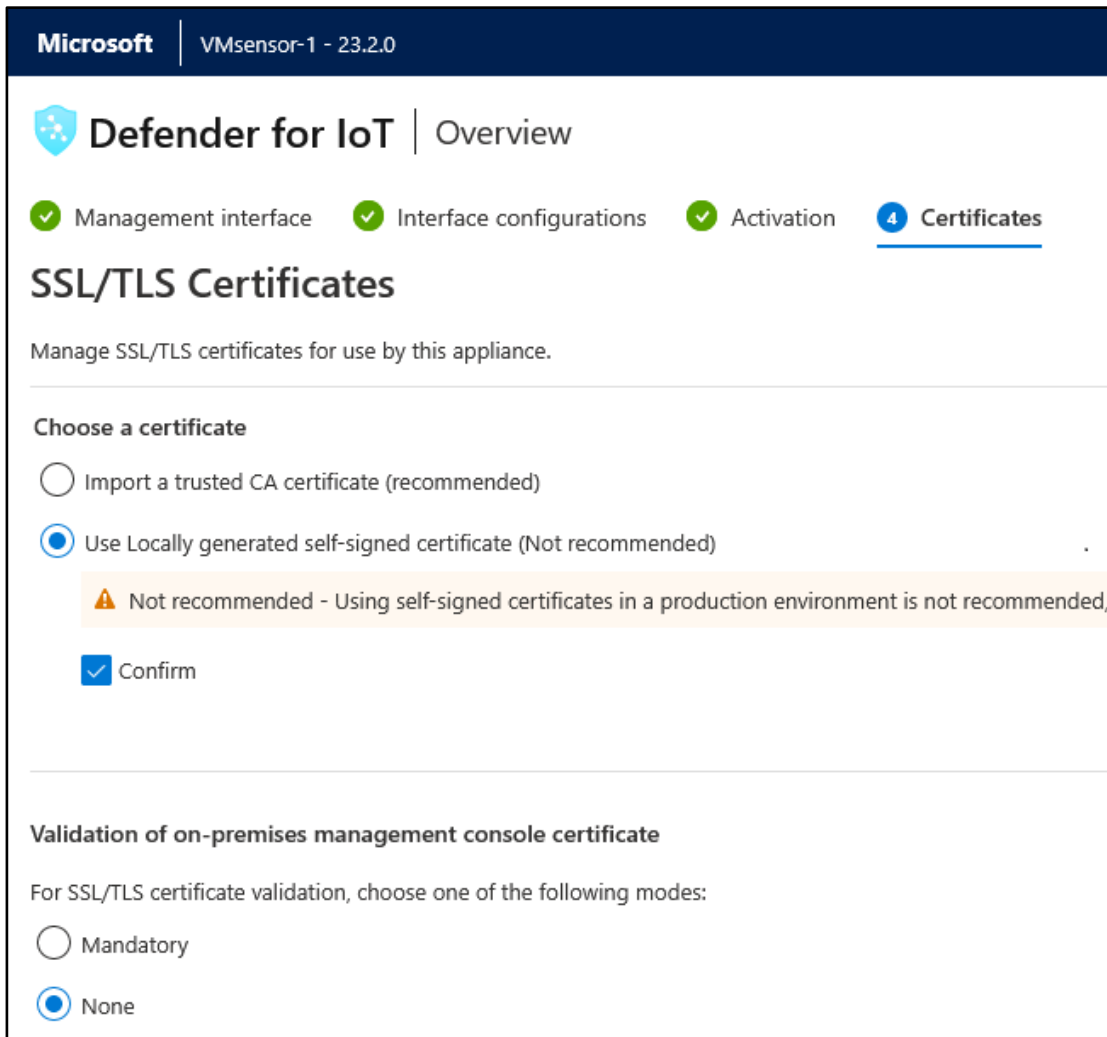 Microsoft VMsensor-1 - 23.2.0
Defender for IoT Overview
Management interface Interface configurations Activation 4 Certificates
SSL/TLS Certificates
Manage SSL/TLS certificates for use by this appliance.
Choose a certificate
Import a trusted CA certificate (recommended)
Use Locally generated self-signed certificate (Not recommended) .
Not recommended - Using self-signed certificates in a production environment is not recommended,
Confirm
Validation of on-premises management console certificate
For SSL/TLS certificate validation, choose one of the following modes:
Mandatory
None